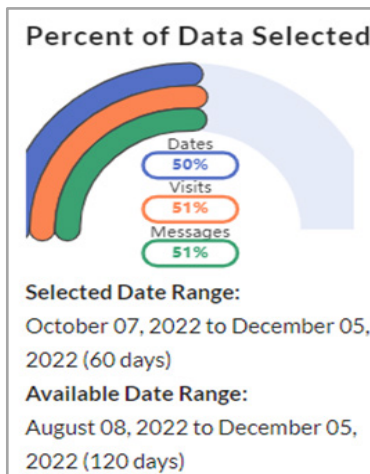 Percent of Data Selected
Dates
50%
Visits
51%
Messages
51%
Selected Date Range:
October 07, 2022 to December 05,
2022 (60 days)
Available Date Range:
August 08, 2022 to December 05,
2022 (120 days)